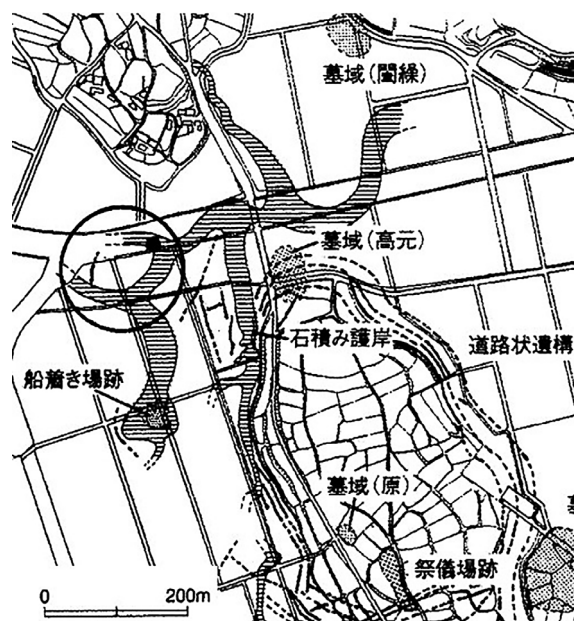 墓域(閨繰)
墓域(高元)
石積み護岸
道路状遺構
船着き場跡
墓域(原)
祭儀場跡
0
200m